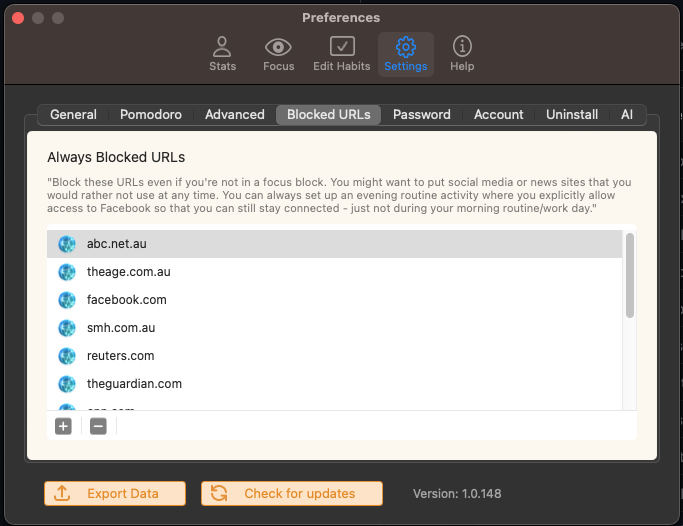 Preferences
Stats
Focus
Edit Habits
Settings
Help
General
Pomodoro
Advanced
Blocked URLs
Password
Account
Uninstall
AI
Always Blocked URLs
"Block these URLs even if you're not in a focus block. You might want to put social media or news sites that you
would rather not use at any time. You can always set up an evening routine activity where you explicitly allow
access to Facebook so that you can still stay connected - just not during your morning routine/work day."
abc.net.au
theage.com.au
facebook.com
smh.com.au
reuters.com
theguardian.com
Export Data
Check for updates
Version: 1.0.148